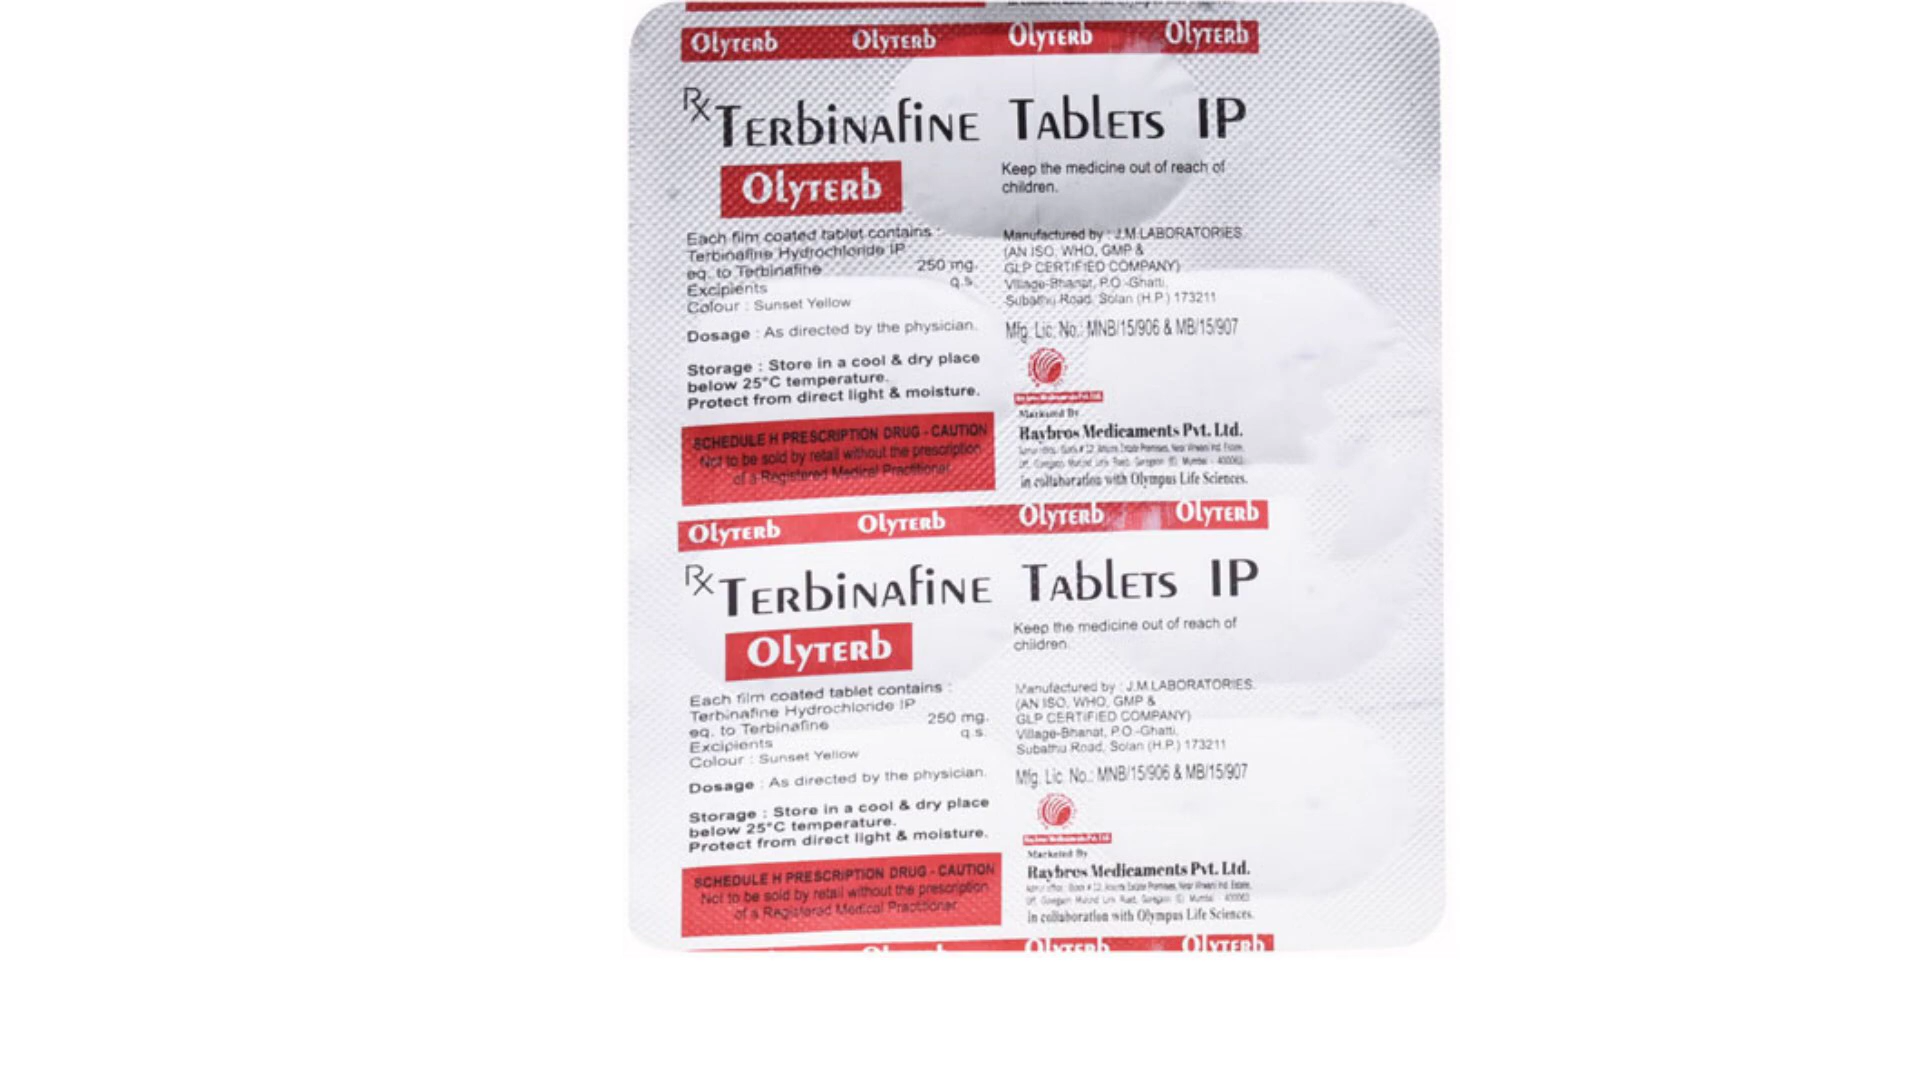 Olyterb Olyterb Olyterb Olyterb
Rx Terbinafine Tablets IP
Olyterb
Keep the medicine out of reach of
children.
Each film coated tablet contains :
Terbinafine Hydrochloride IP
eq. to Terbinafine 250 mg.
Excipients q.s.
Colour : Sunset Yellow
Dosage : As directed by the physician.
Storage : Store in a cool & dry place
below 25°C temperature.
Protect from direct light & moisture.
SCHEDULE H PRESCRIPTION DRUG - CAUTION
Not to be sold by retail without the prescription
of a Registered Medical Practitioner.
Manufactured by : J.M.LABORATORIES.
(AN ISO, WHO, GMP &
GLP CERTIFIED COMPANY)
Village-Bhanat, P.O.-Ghatti,
Subathu Road, Solan (H.P.) 173211
Mfg. Lic. No.: MNB/15/906 & MB/15/907
Raybros Medicaments Pvt. Ltd.
Marketed By
Raybros Medicaments Pvt. Ltd.
in collaboration with Olympus Life Sciences.
Olyterb Olyterb Olyterb Olyterb
Rx Terbinafine Tablets IP
Olyterb
Keep the medicine out of reach of
children.
Each film coated tablet contains :
Terbinafine Hydrochloride IP
eq. to Terbinafine 250 mg.
Excipients q.s.
Colour : Sunset Yellow
Dosage : As directed by the physician.
Storage : Store in a cool & dry place
below 25°C temperature.
Protect from direct light & moisture.
SCHEDULE H PRESCRIPTION DRUG - CAUTION
Not to be sold by retail without the prescription
of a Registered Medical Practitioner.
Manufactured by : J.M.LABORATORIES.
(AN ISO, WHO, GMP &
GLP CERTIFIED COMPANY)
Village-Bhanat, P.O.-Ghatti,
Subathu Road, Solan (H.P.) 173211
Mfg. Lic. No.: MNB/15/906 & MB/15/907
Raybros Medicaments Pvt. Ltd.
Marketed By
Raybros Medicaments Pvt. Ltd.
in collaboration with Olympus Life Sciences.
Olyterb Olyterb Olyterb